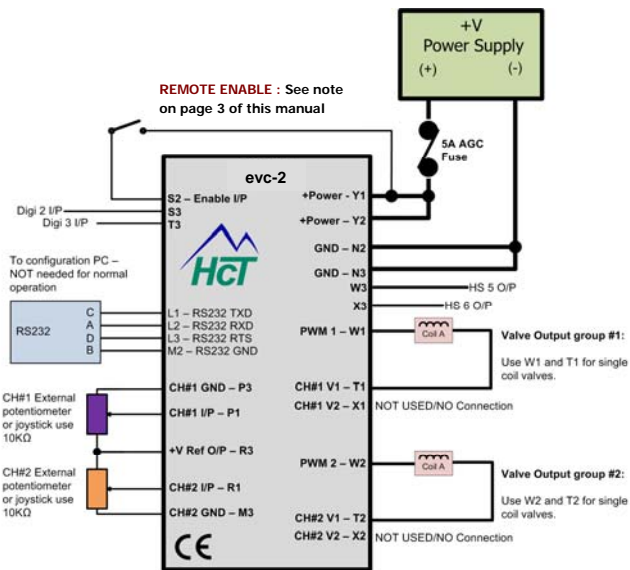 +V
Power Supply
(+) (-)
REMOTE ENABLE : See note
on page 3 of this manual
5A AGC
Fuse
evc-2
S2 – Enable I/P
Digi 2 I/P
S3
Digi 3 I/P
T3
+Power - Y1
+Power – Y2
GND – N2
GND – N3
W3
HS 5 O/P
X3
HS 6 O/P
HCT
To configuration PC –
NOT needed for normal
operation
RS232
C
A
D
B
L1 – RS232 TXD
L2 – RS232 RXD
L3 – RS232 RTS
M2 – RS232 GND
PWM 1 – W1
Coil A
Valve Output group #1:
Use W1 and T1 for single
coil valves.
CH#1 V1 – T1
CH#1 V2 – X1
NOT USED/NO Connection
CH#1 External
potentiometer
or joystick use
10KΩ
CH#1 GND – P3
CH#1 I/P – P1
+V Ref O/P – R3
CH#2 External
potentiometer
or joystick use
10KΩ
CH#2 I/P – R1
CH#2 GND – M3
PWM 2 – W2
Coil A
Valve Output group #2:
Use W2 and T2 for single
coil valves.
CH#2 V1 – T2
CH#2 V2 – X2
NOT USED/NO Connection
CE